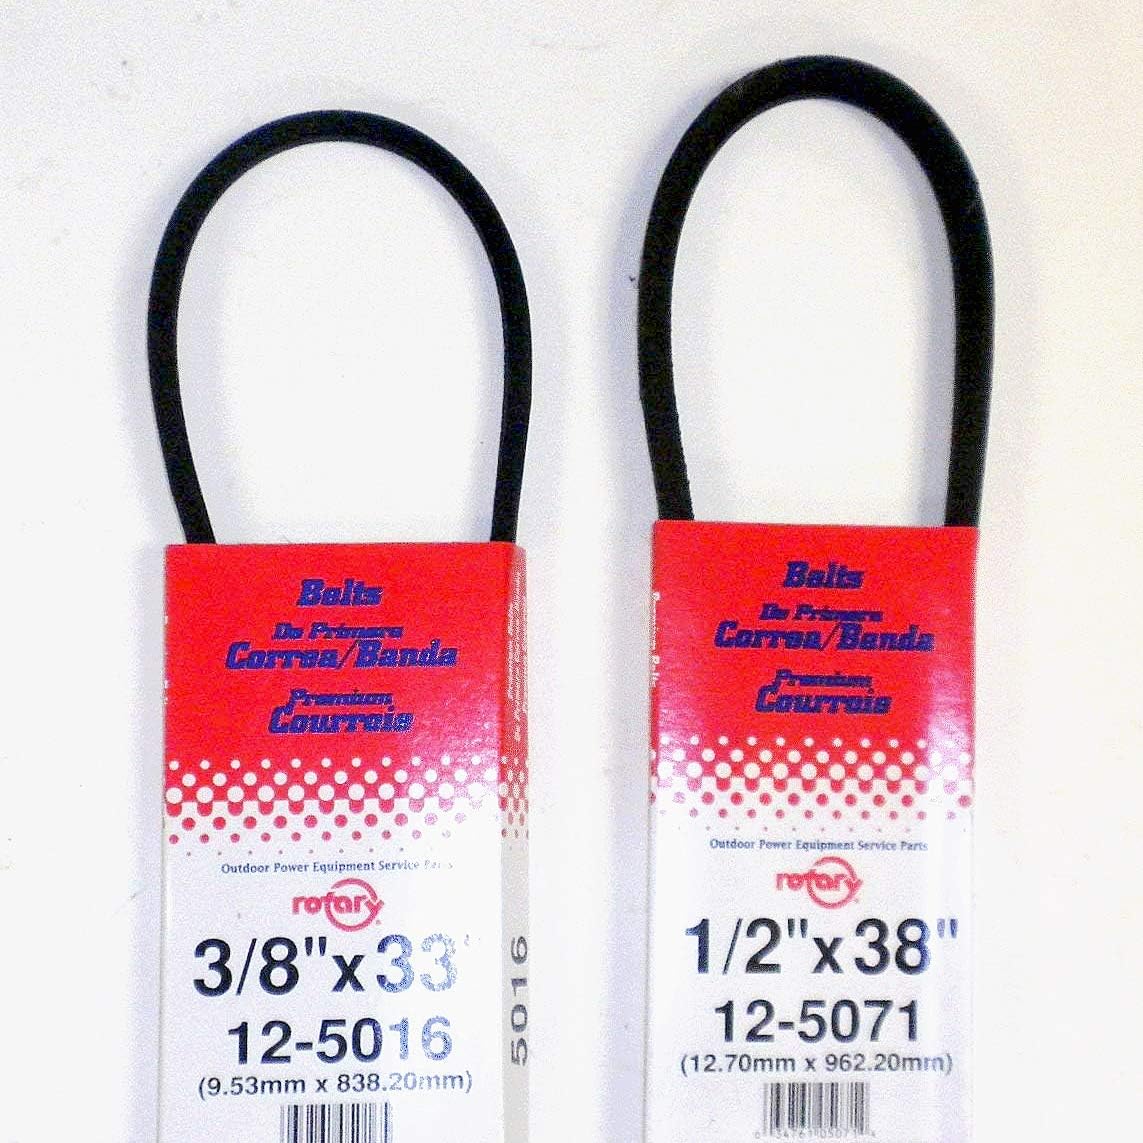 Belts
De Primera
Correa/Banda
Premium
Courroie
Outdoor Power Equipment Service Parts
rotary
3/8"x33"
12-5016
(9.53mm x 838.20mm)
5016
Belts
De Primera
Correa/Banda
Premium
Courroie
Outdoor Power Equipment Service Parts
rotary
1/2"x38"
12-5071
(12.70mm x 962.20mm)